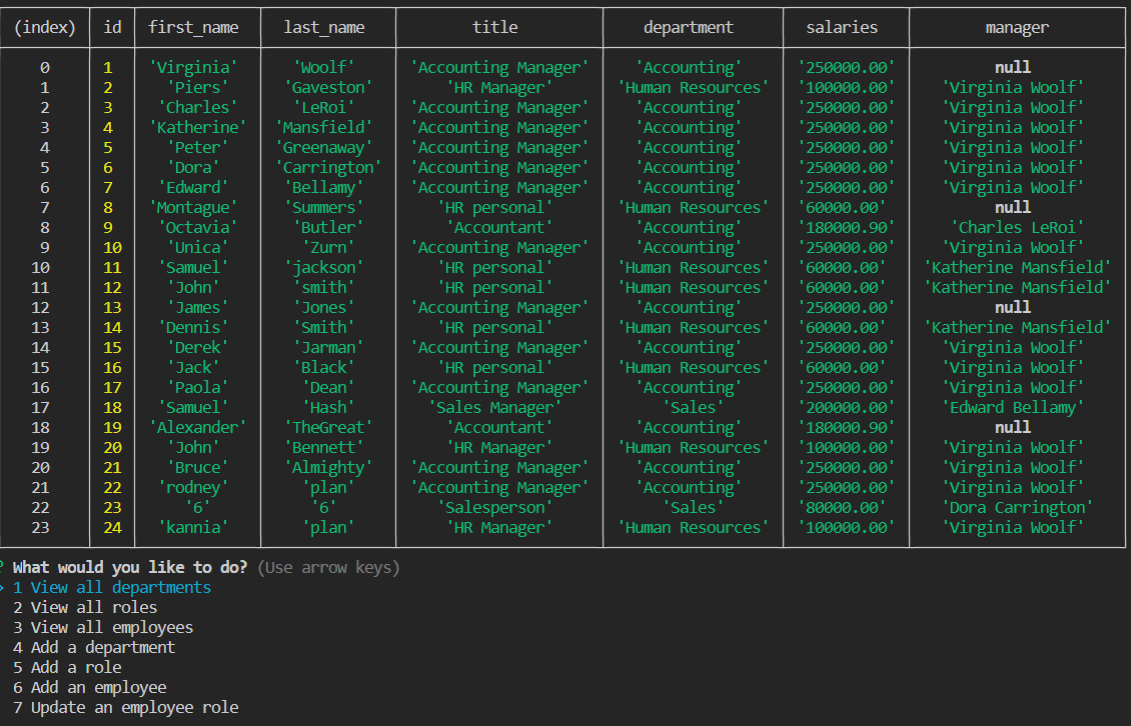 (index) id first_name last_name title department salaries manager
0 1 'Virginia' 'Woolf' 'Accounting Manager' 'Accounting' '250000.00' null
1 2 'Piers' 'Gaveston' 'HR Manager' 'Human Resources' '100000.00' 'Virginia Woolf'
2 3 'Charles' 'LeRoi' 'Accounting Manager' 'Accounting' '250000.00' 'Virginia Woolf'
3 4 'Katherine' 'Mansfield' 'Accounting Manager' 'Accounting' '250000.00' 'Virginia Woolf'
4 5 'Peter' 'Greenaway' 'Accounting Manager' 'Accounting' '250000.00' 'Virginia Woolf'
5 6 'Dora' 'Carrington' 'Accounting Manager' 'Accounting' '250000.00' 'Virginia Woolf'
6 7 'Edward' 'Bellamy' 'Accounting Manager' 'Accounting' '250000.00' 'Virginia Woolf'
7 8 'Montague' 'Summers' 'HR personal' 'Human Resources' '60000.00' null
8 9 'Octavia' 'Butler' 'Accountant' 'Accounting' '180000.90' 'Charles LeRoi'
9 10 'Unica' 'Zurn' 'Accounting Manager' 'Accounting' '250000.00' 'Virginia Woolf'
10 11 'Samuel' 'jackson' 'HR personal' 'Human Resources' '60000.00' 'Katherine Mansfield'
11 12 'John' 'smith' 'HR personal' 'Human Resources' '60000.00' 'Katherine Mansfield'
12 13 'James' 'Jones' 'Accounting Manager' 'Accounting' '250000.00' null
13 14 'Dennis' 'Smith' 'HR personal' 'Human Resources' '60000.00' 'Katherine Mansfield'
14 15 'Derek' 'Jarman' 'Accounting Manager' 'Accounting' '250000.00' 'Virginia Woolf'
15 16 'Jack' 'Black' 'HR personal' 'Human Resources' '60000.00' 'Virginia Woolf'
16 17 'Paola' 'Dean' 'Accounting Manager' 'Accounting' '250000.00' 'Virginia Woolf'
17 18 'Samuel' 'Hash' 'Sales Manager' 'Sales' '200000.00' 'Edward Bellamy'
18 19 'Alexander' 'TheGreat' 'Accountant' 'Accounting' '180000.90' null
19 20 'John' 'Bennett' 'HR Manager' 'Human Resources' '100000.00' 'Virginia Woolf'
20 21 'Bruce' 'Almighty' 'Accounting Manager' 'Accounting' '250000.00' 'Virginia Woolf'
21 22 'rodney' 'plan' 'Accounting Manager' 'Accounting' '250000.00' 'Virginia Woolf'
22 23 '6' '6' 'Salesperson' 'Sales' '80000.00' 'Dora Carrington'
23 24 'kannia' 'plan' 'HR Manager' 'Human Resources' '100000.00' 'Virginia Woolf'
? What would you like to do? (Use arrow keys)
> 1 View all departments
2 View all roles
3 View all employees
4 Add a department
5 Add a role
6 Add an employee
7 Update an employee role